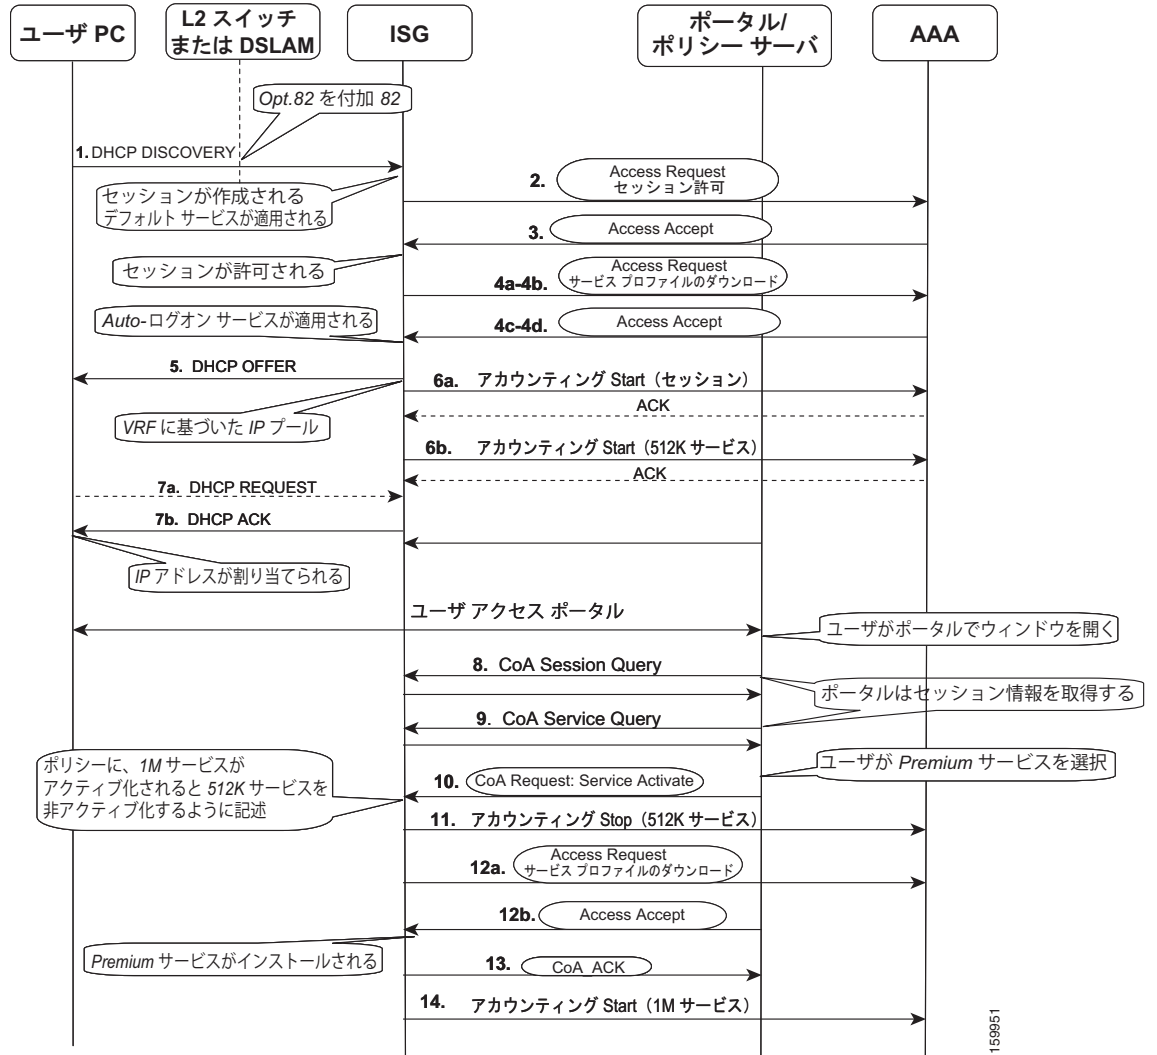 ユーザ PC
L2 スイッチ
または DSLAM
ISG
ポータル/
ポリシー サーバ
AAA
Opt.82 を付加 82
1. DHCP DISCOVERY
2.
Access Request
セッション許可
セッションが作成される
デフォルト サービスが適用される
3.
Access Accept
セッションが許可される
4a-4b.
Access Request
サービス プロファイルのダウンロード
Auto-ログオン サービスが適用される
4c-4d.
Access Accept
5. DHCP OFFER
6a. アカウンティング Start（セッション）
ACK
VRF に基づいた IP プール
6b. アカウンティング Start（512K サービス）
ACK
7a. DHCP REQUEST
7b. DHCP ACK
IP アドレスが割り当てられる
ユーザ アクセス ポータル
ユーザがポータルでウィンドウを開く
8. CoA Session Query
ポータルはセッション情報を取得する
9. CoA Service Query
ポリシーに、1M サービスが
アクティブ化されると 512K サービスを
非アクティブ化するように記述
ユーザが Premium サービスを選択
10. CoA Request: Service Activate
11. アカウンティング Stop（512K サービス）
12a.
Access Request
サービス プロファイルのダウンロード
12b.
Access Accept
Premium サービスがインストールされる
13. CoA_ACK
14. アカウンティング Start（1M サービス）
159951